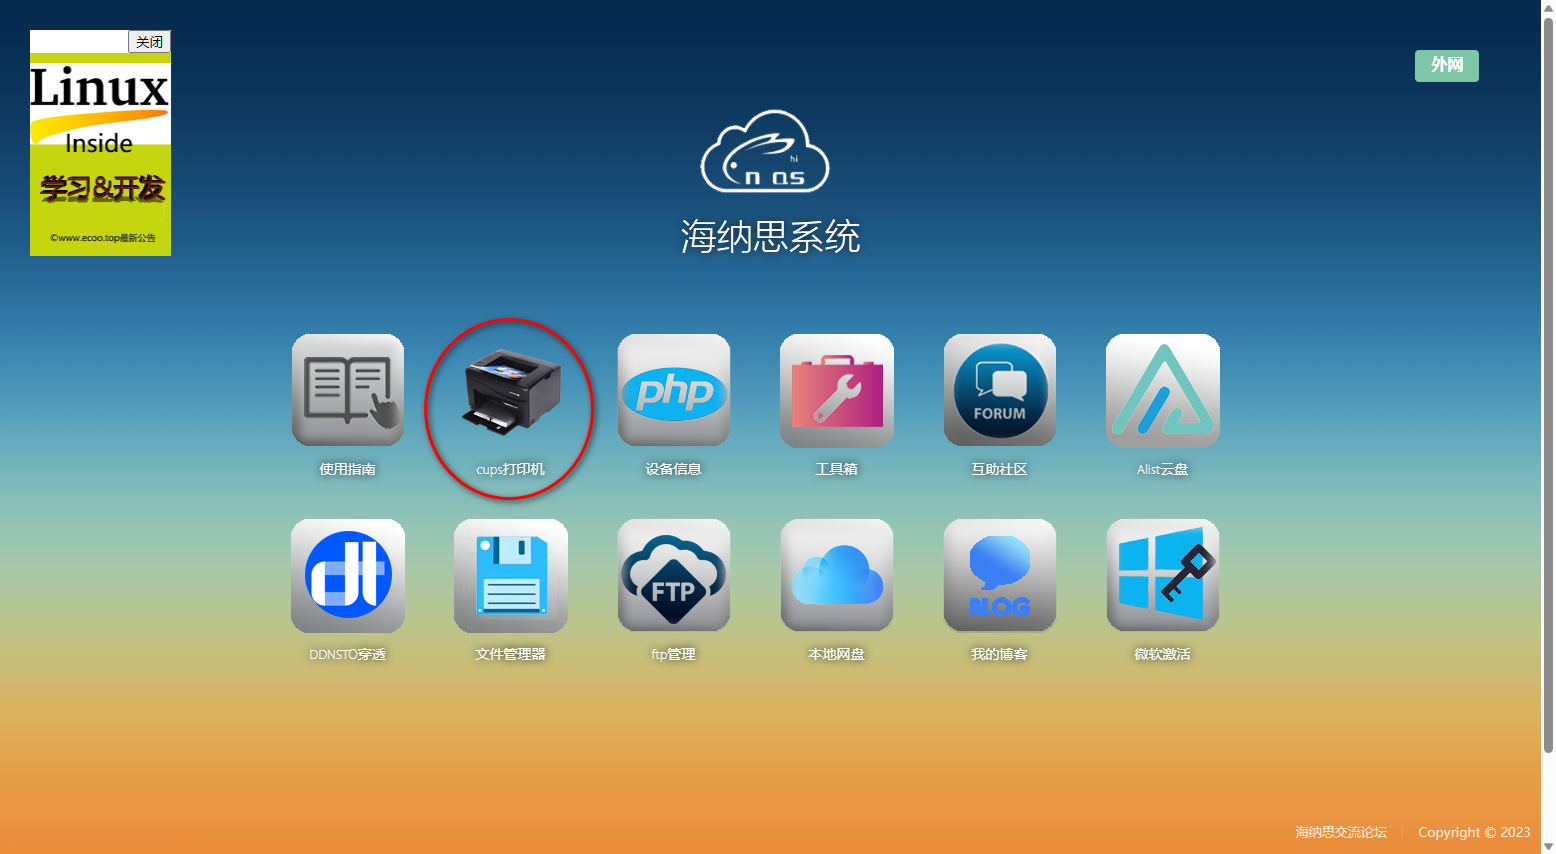 关闭
Linux
Inside
学习&开发
©www.ecoo.top最新公告
外网
hi
nas
海纳思系统
php
FORUM
使用指南
cups打印机
设备信息
工具箱
互助社区
Alist云盘
FTP
BLOG
DDNSTO穿透
文件管理器
ftp管理
本地网盘
我的博客
微软激活
海纳思交流论坛 | Copyright © 2023